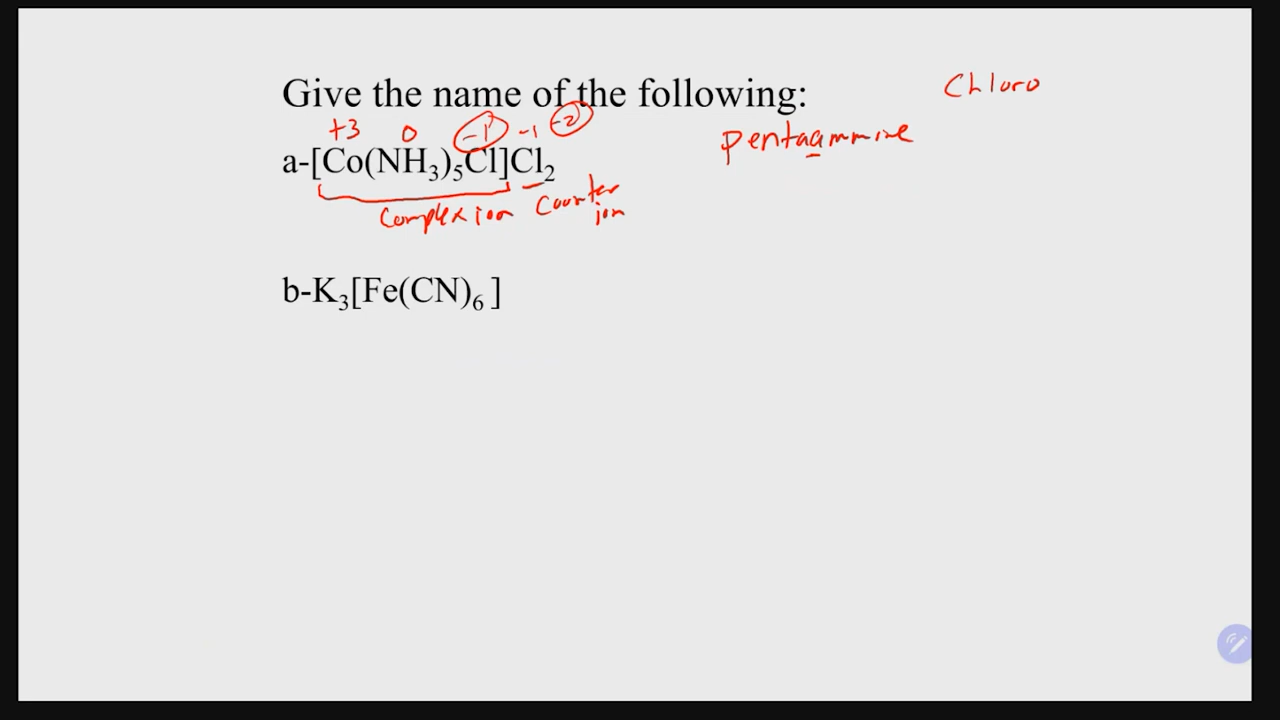 Give the name of the following:
Chloro
pentaammine
+3 0 -1 -1 -2
a-[Co(NH₃)₅Cl]Cl₂
Complex ion
Counter
ion
b-K₃[Fe(CN)₆ ]